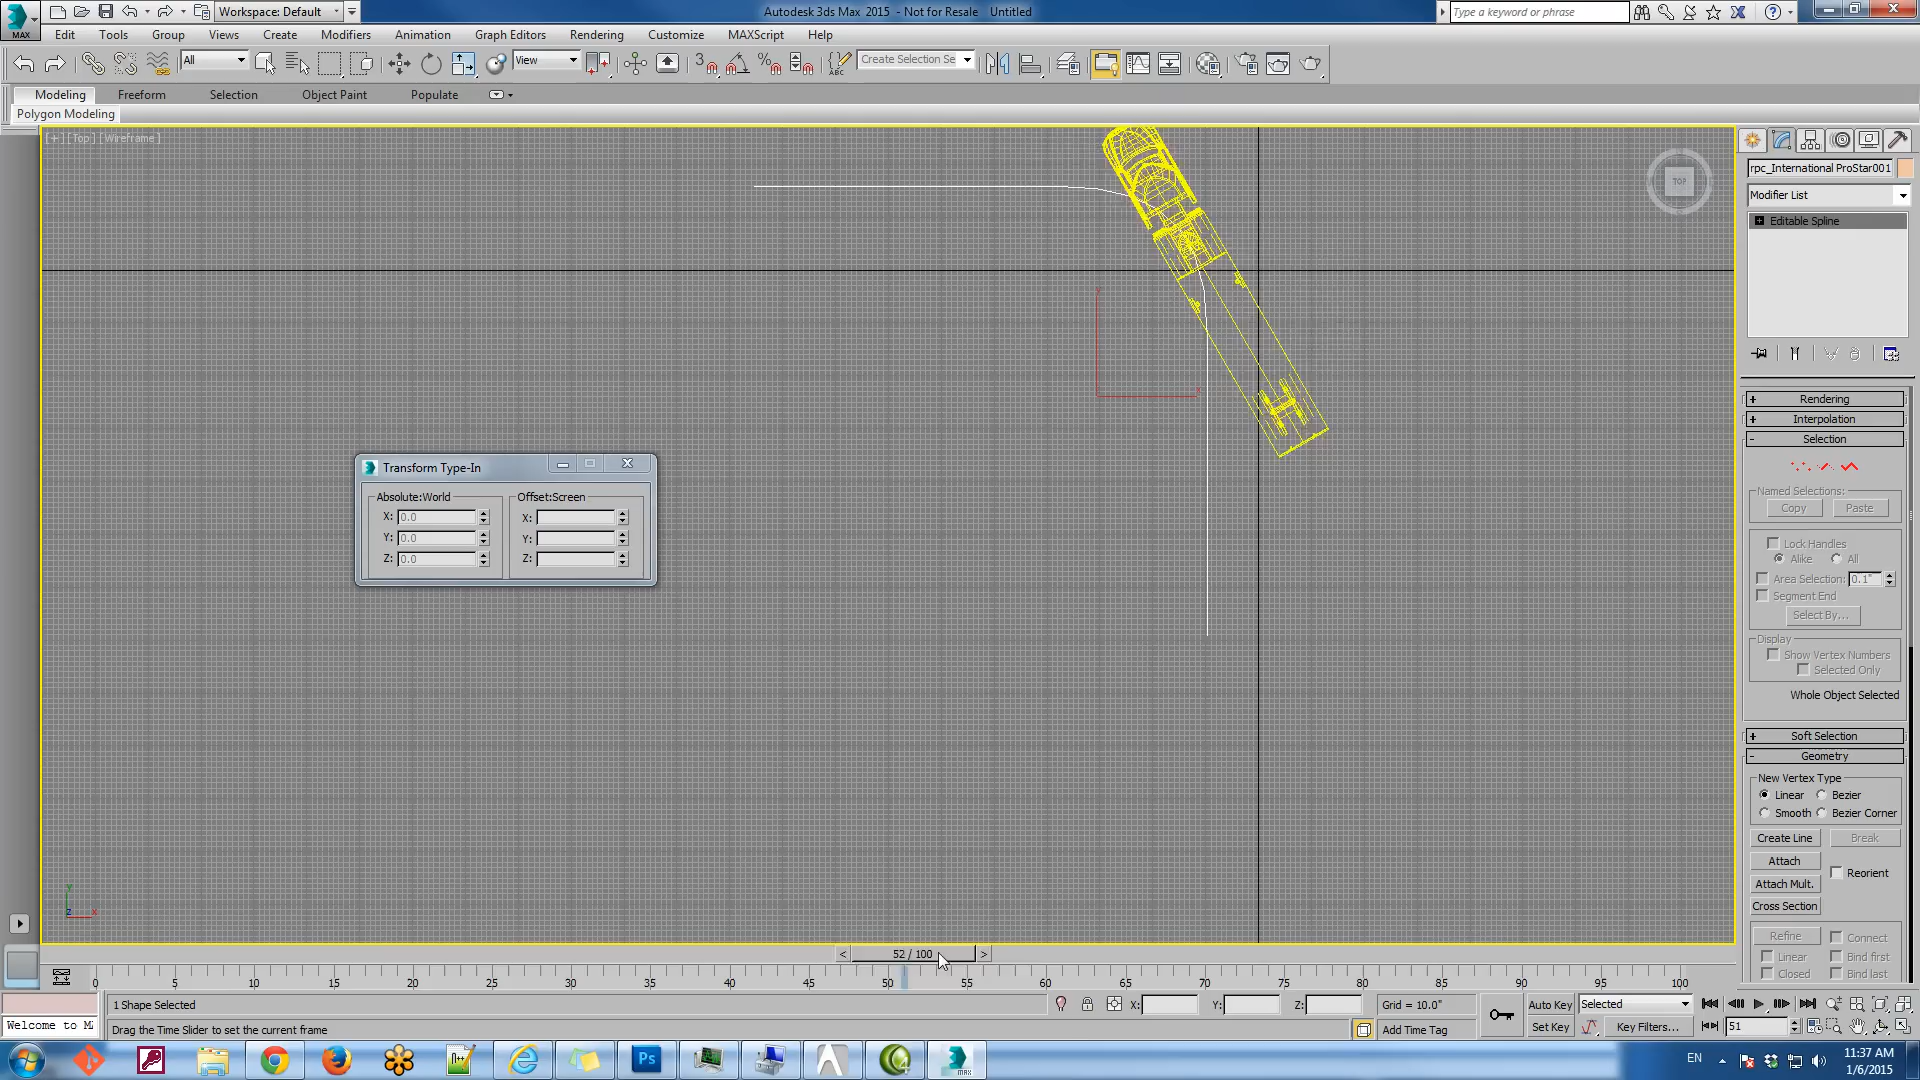 Workspace: Default
Autodesk 3ds Max 2015 - Not for Resale Untitled
Type a keyword or phrase
MAX
Edit Tools Group Views Create Modifiers Animation Graph Editors Rendering Customize MAXScript Help
All
View
3
ABC
Create Selection Se
Modeling Freeform Selection Object Paint Populate
Polygon Modeling
[+] [Top] [Wireframe]
TOP
rpc_International ProStar001
Modifier List
Editable Spline
Transform Type-In
Absolute:World
X: 0.0
Y: 0.0
Z: 0.0
Offset:Screen
X:
Y:
Z:
Rendering
Interpolation
Selection
Named Selections:
Copy Paste
Lock Handles
Alike All
Area Selection: 0.1"
Segment End
Select By...
Display
Show Vertex Numbers
Selected Only
Whole Object Selected
Soft Selection
Geometry
New Vertex Type
Linear Bezier
Smooth Bezier Corner
Create Line Break
Attach Reorient
Attach Mult.
Cross Section
Refine Connect
Linear Bind first
Closed Bind last
y
z x
< 52 / 100 >
0 5 10 15 20 25 30 35 40 45 50 55 60 65 70 75 80 85 90 95 100
1 Shape Selected
X: Y: Z: Grid = 10.0"
Auto Key Selected
Welcome to M
Drag the Time Slider to set the current frame
Add Time Tag
Set Key Key Filters... 51
Ps
MAX
EN
11:37 AM
1/6/2015